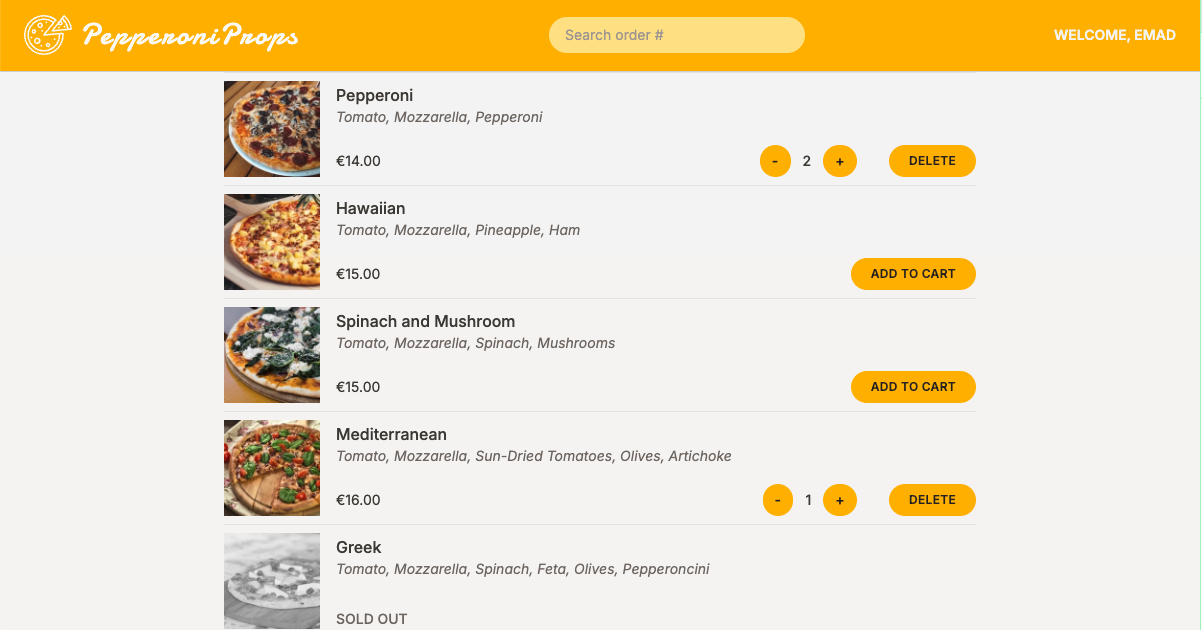 PepperoniProps
Search order #
WELCOME, EMAD
Pepperoni
Tomato, Mozzarella, Pepperoni
€14.00
- 2 + DELETE
Hawaiian
Tomato, Mozzarella, Pineapple, Ham
€15.00
ADD TO CART
Spinach and Mushroom
Tomato, Mozzarella, Spinach, Mushrooms
€15.00
ADD TO CART
Mediterranean
Tomato, Mozzarella, Sun-Dried Tomatoes, Olives, Artichoke
€16.00
- 1 + DELETE
Greek
Tomato, Mozzarella, Spinach, Feta, Olives, Pepperoncini
SOLD OUT